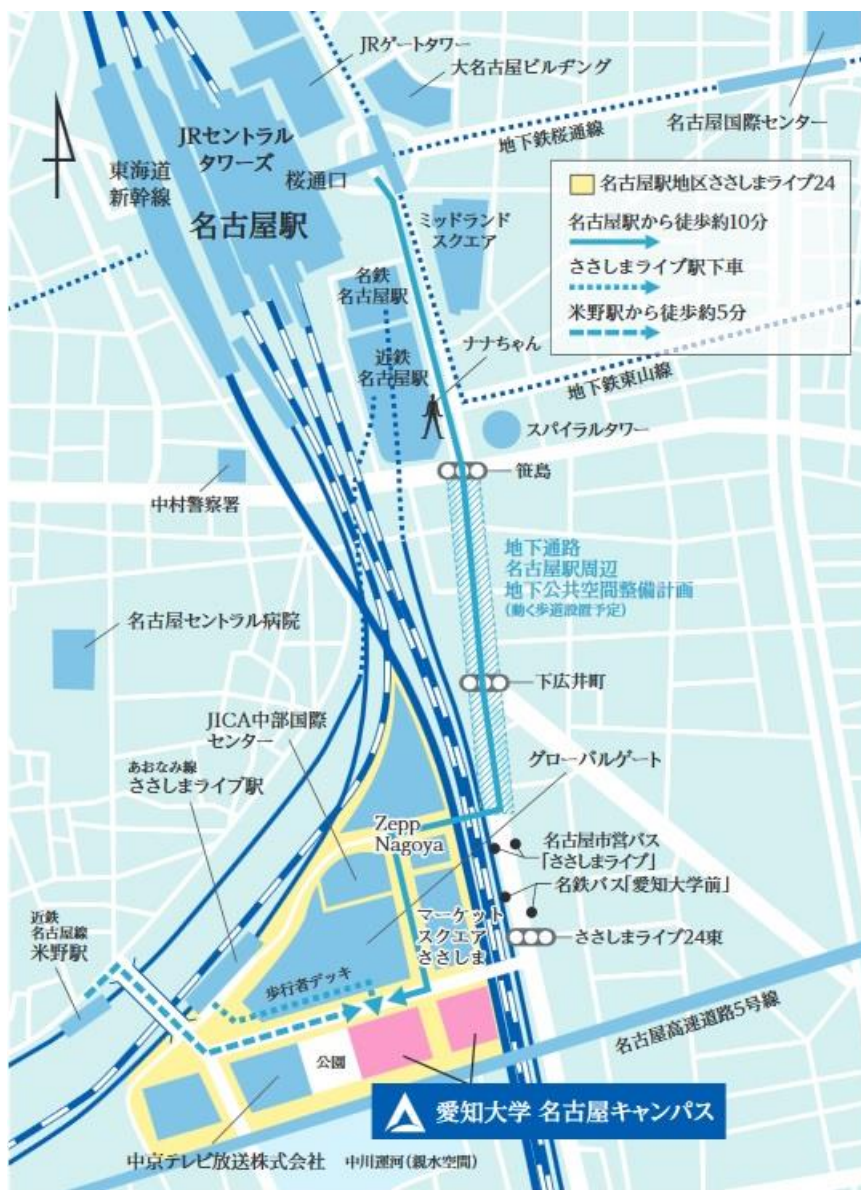 JRゲートタワー
大名古屋ビルヂング
名古屋国際センター
地下鉄桜通線
JRセントラル
タワーズ
東海道
新幹線
桜通口
名古屋駅
名古屋駅地区ささしまライブ24
名古屋駅から徒歩約10分
ささしまライブ駅下車
米野駅から徒歩約5分
ミッドランド
スクエア
名鉄
名古屋駅
ナナちゃん
近鉄
名古屋駅
地下鉄東山線
スパイラルタワー
笹島
中村警察署
地下通路
名古屋駅周辺
地下公共空間整備計画
(動く歩道設置予定)
名古屋セントラル病院
下広井町
JICA中部国際
センター
グローバルゲート
あおなみ線
ささしまライブ駅
Zepp
Nagoya
名古屋市営バス
「ささしまライブ」
名鉄バス「愛知大学前」
近鉄
名古屋線
米野駅
マーケット
スクエア
ささしま
ささしまライブ24東
歩行者デッキ
名古屋高速道路5号線
公園
愛知大学 名古屋キャンパス
中京テレビ放送株式会社
中川運河(親水空間)